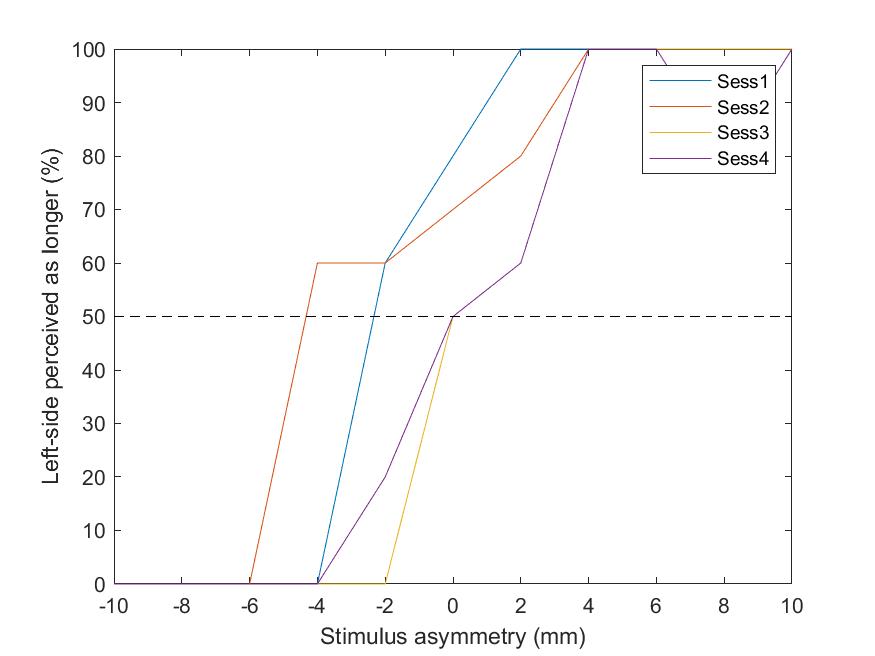 100
90
80
70
60
50
40
30
20
10
0
Left-side perceived as longer (%)
Sess1
Sess2
Sess3
Sess4
-10 -8 -6 -4 -2 0 2 4 6 8 10
Stimulus asymmetry (mm)